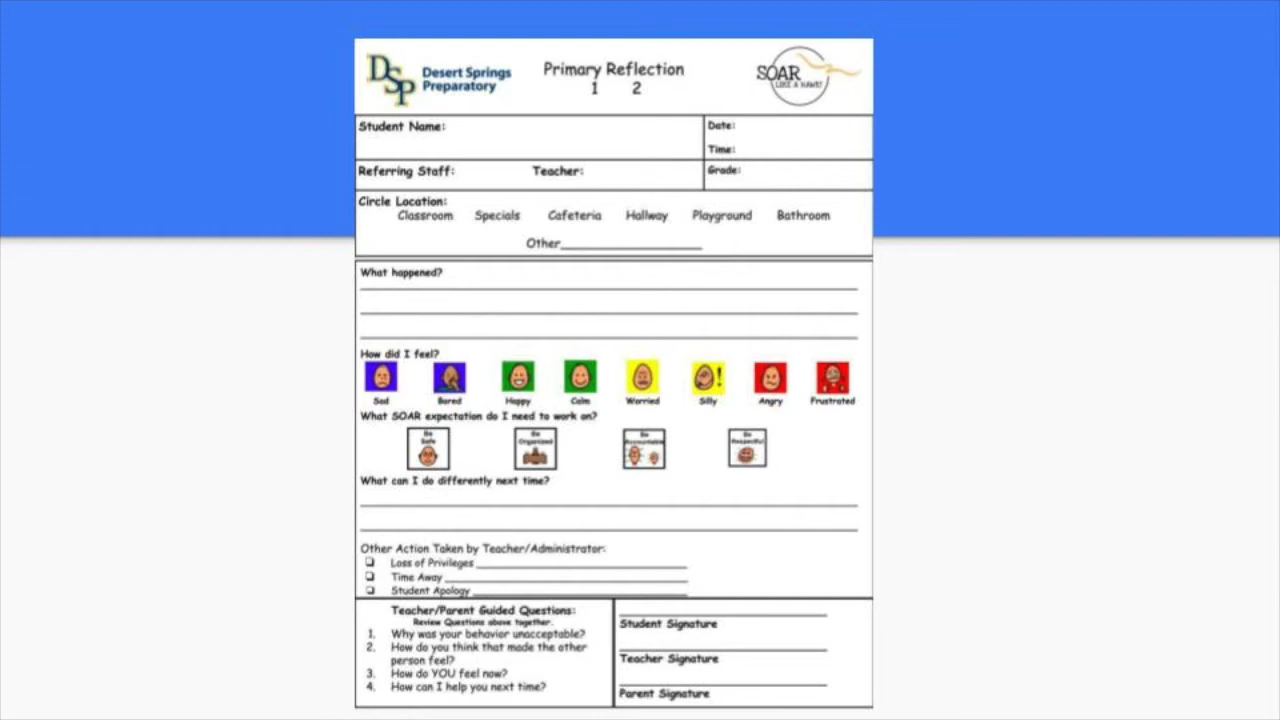 DSP Desert Springs
Preparatory
Primary Reflection
1 2
SOAR
LIKE A HAWK!
Student Name:
Date:
Time:
Referring Staff: Teacher:
Grade:
Circle Location:
Classroom Specials Cafeteria Hallway Playground Bathroom
Other
What happened?
How did I feel?
Sad Bored Happy Calm Worried Silly Angry Frustrated
What SOAR expectation do I need to work on?
Be Safe
Be Organized
Be Accountable
Be Respectful
What can I do differently next time?
Other Action Taken by Teacher/Administrator:
Loss of Privileges
Time Away
Student Apology
Teacher/Parent Guided Questions:
Review Questions above together.
1. Why was your behavior unacceptable?
2. How do you think that made the other
person feel?
3. How do YOU feel now?
4. How can I help you next time?
Student Signature
Teacher Signature
Parent Signature